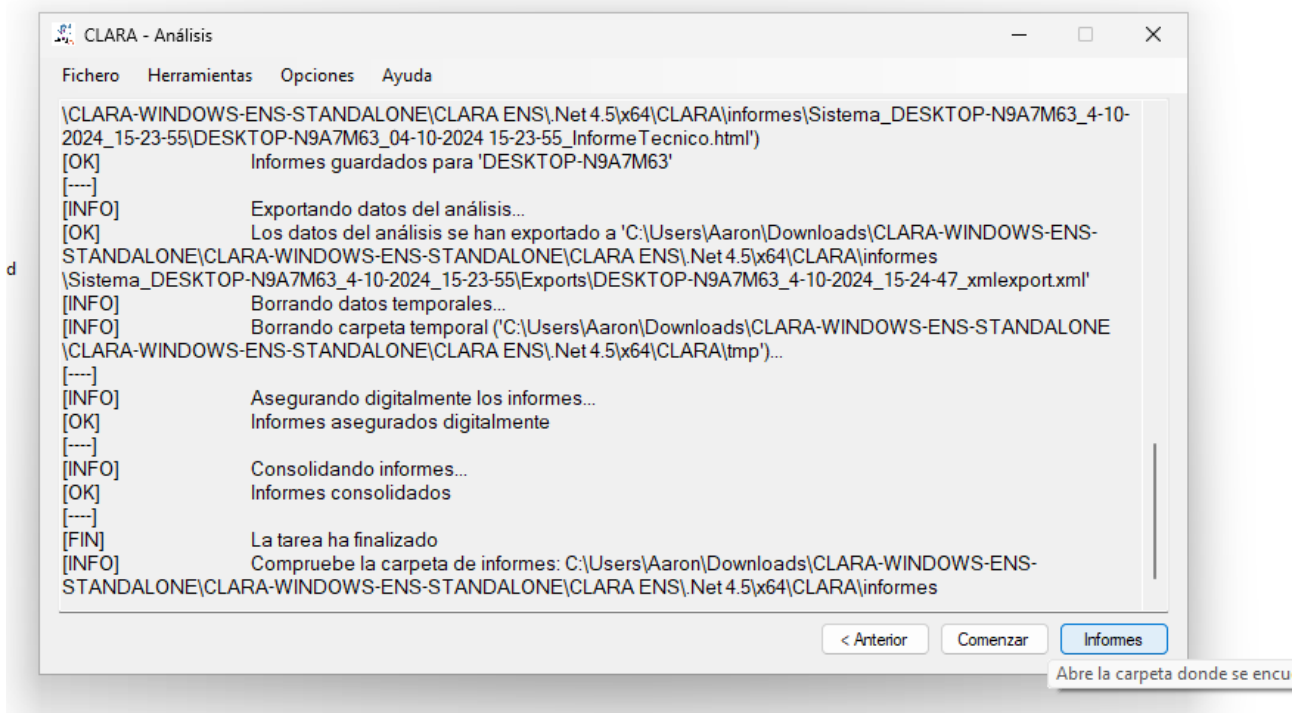 CLARA - Análisis
Fichero Herramientas Opciones Ayuda
\CLARA-WINDOWS-ENS-STANDALONE\CLARA ENS\.Net 4.5\x64\CLARA\informes\Sistema_DESKTOP-N9A7M63_4-10-
2024_15-23-55\DESKTOP-N9A7M63_04-10-2024 15-23-55_InformeTecnico.html')
[OK] Informes guardados para 'DESKTOP-N9A7M63'
[----]
[INFO] Exportando datos del análisis...
[OK] Los datos del análisis se han exportado a 'C:\Users\Aaron\Downloads\CLARA-WINDOWS-ENS-
STANDALONE\CLARA-WINDOWS-ENS-STANDALONE\CLARA ENS\.Net 4.5\x64\CLARA\informes
d
\Sistema_DESKTOP-N9A7M63_4-10-2024_15-23-55\Exports\DESKTOP-N9A7M63_4-10-2024_15-24-47_xmlexport.xml'
[INFO] Borrando datos temporales...
[INFO] Borrando carpeta temporal ('C:\Users\Aaron\Downloads\CLARA-WINDOWS-ENS-STANDALONE
\CLARA-WINDOWS-ENS-STANDALONE\CLARA ENS\.Net 4.5\x64\CLARA\tmp')...
[----]
[INFO] Asegurando digitalmente los informes...
[OK] Informes asegurados digitalmente
[----]
[INFO] Consolidando informes...
[OK] Informes consolidados
[----]
[FIN] La tarea ha finalizado
[INFO] Compruebe la carpeta de informes: C:\Users\Aaron\Downloads\CLARA-WINDOWS-ENS-
STANDALONE\CLARA-WINDOWS-ENS-STANDALONE\CLARA ENS\.Net 4.5\x64\CLARA\informes
< Anterior Comenzar Informes
Abre la carpeta donde se encu